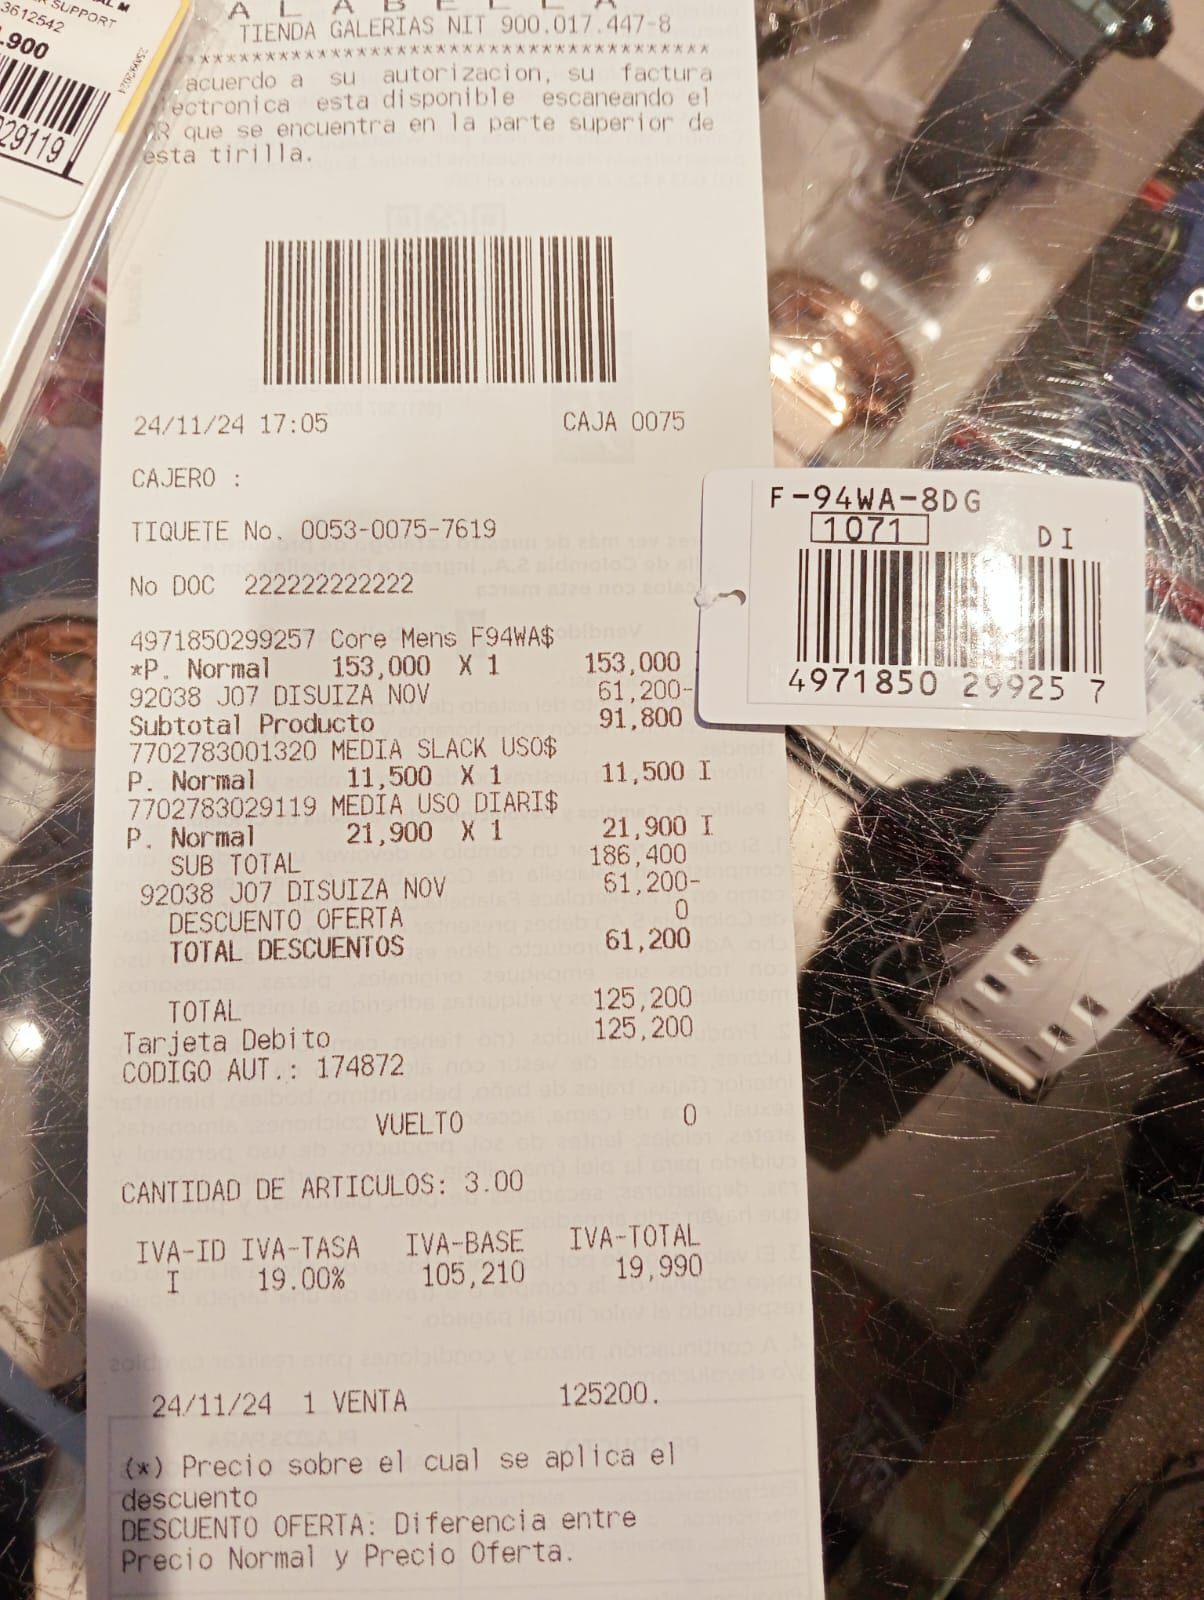 SUPPORT
3612542
.900
29119
25/09/2024
A L A B E L L A
TIENDA GALERIAS NIT 900.017.447-8
**************************************
acuerdo a su autorizacion, su factura
ectronica esta disponible escaneando el
R que se encuentra en la parte superior de
esta tirilla.
24/11/24 17:05 CAJA 0075
CAJERO :
TIQUETE No. 0053-0075-7619
No DOC 222222222222
4971850299257 Core Mens F94WA$
*P. Normal 153,000 X 1 153,000
92038 J07 DISUIZA NOV 61,200-
Subtotal Producto 91,800
7702783001320 MEDIA SLACK USO$
P. Normal 11,500 X 1 11,500 I
7702783029119 MEDIA USO DIARI$
P. Normal 21,900 X 1 21,900 I
SUB TOTAL 186,400
92038 J07 DISUIZA NOV 61,200-
DESCUENTO OFERTA 0
TOTAL DESCUENTOS 61,200
TOTAL 125,200
Tarjeta Debito 125,200
CODIGO AUT.: 174872
VUELTO 0
CANTIDAD DE ARTICULOS: 3.00
IVA-ID IVA-TASA IVA-BASE IVA-TOTAL
I 19.00% 105,210 19,990
24/11/24 1 VENTA 125200.
(*) Precio sobre el cual se aplica el
descuento
DESCUENTO OFERTA: Diferencia entre
Precio Normal y Precio Oferta.
F-94WA-8DG
1071
DI
4971850 29925 7